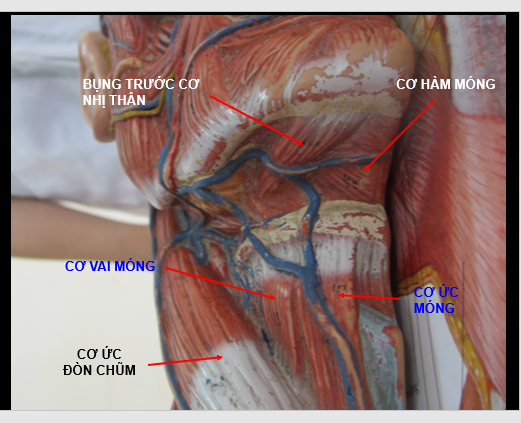 BỤNG TRƯỚC CƠ
NHỊ THÂN
CƠ HÀM MÓNG
CƠ VAI MÓNG
CƠ ỨC
MÓNG
CƠ ỨC
ĐÒN CHŨM